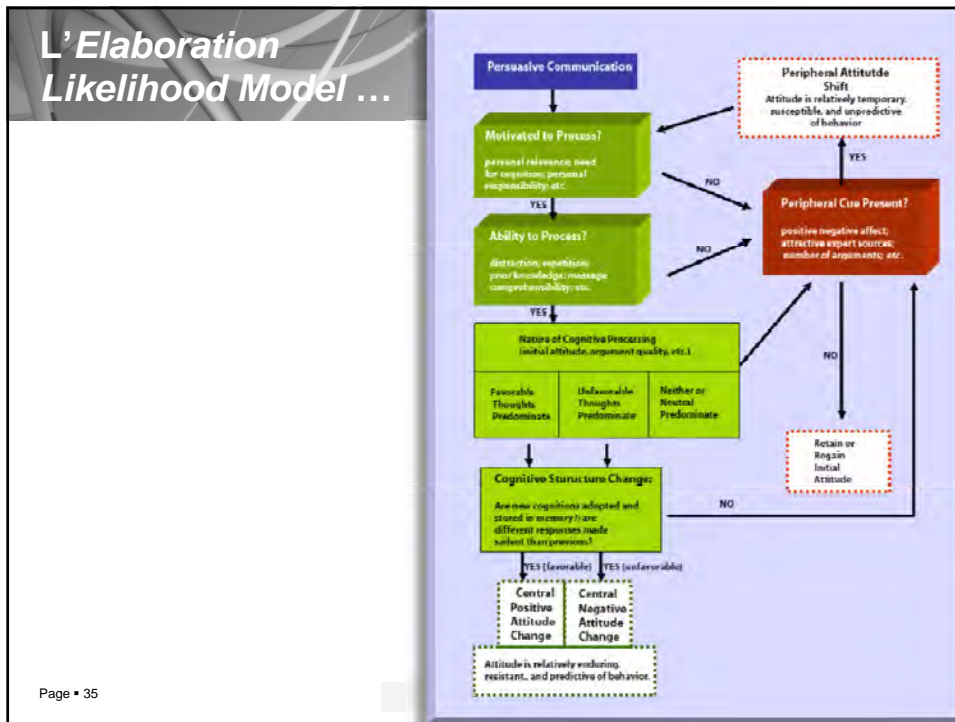 L'Elaboration
Likelihood Model ...
Persuasive Communication
Peripheral Attitutde
Shift
Attitude is relatively temporary,
susceptible, and unpredictive
of behavior
Motivated to Process?
personal relevance; need
for cognition; personal
responsibility; etc.
YES
NO
YES
Peripheral Cue Present?
positive negative affect;
attractive expert sources;
number of arguments; etc.
Ability to Process?
distraction; repetition;
prior knowledge; message
comprehensibility; etc.
NO
YES
Nature of Cognitive Processing
(initial attitude, argument quality, etc.)
Favorable
Thoughts
Predominate
Unfavorable
Thoughts
Predominate
Neither or
Neutral
Predominate
NO
Retain or
Regain
Initial
Attitude
Cognitive Sturucture Change:
Are new cognitions adopted and
stored in memory?; are
different responses made
salient than previous?
NO
YES (favorable)
YES (unfavorable)
Central
Positive
Attitude
Change
Central
Negative
Attitude
Change
Attitude is relatively enduring,
resistant, and predictive of behavior
Page ▪ 35